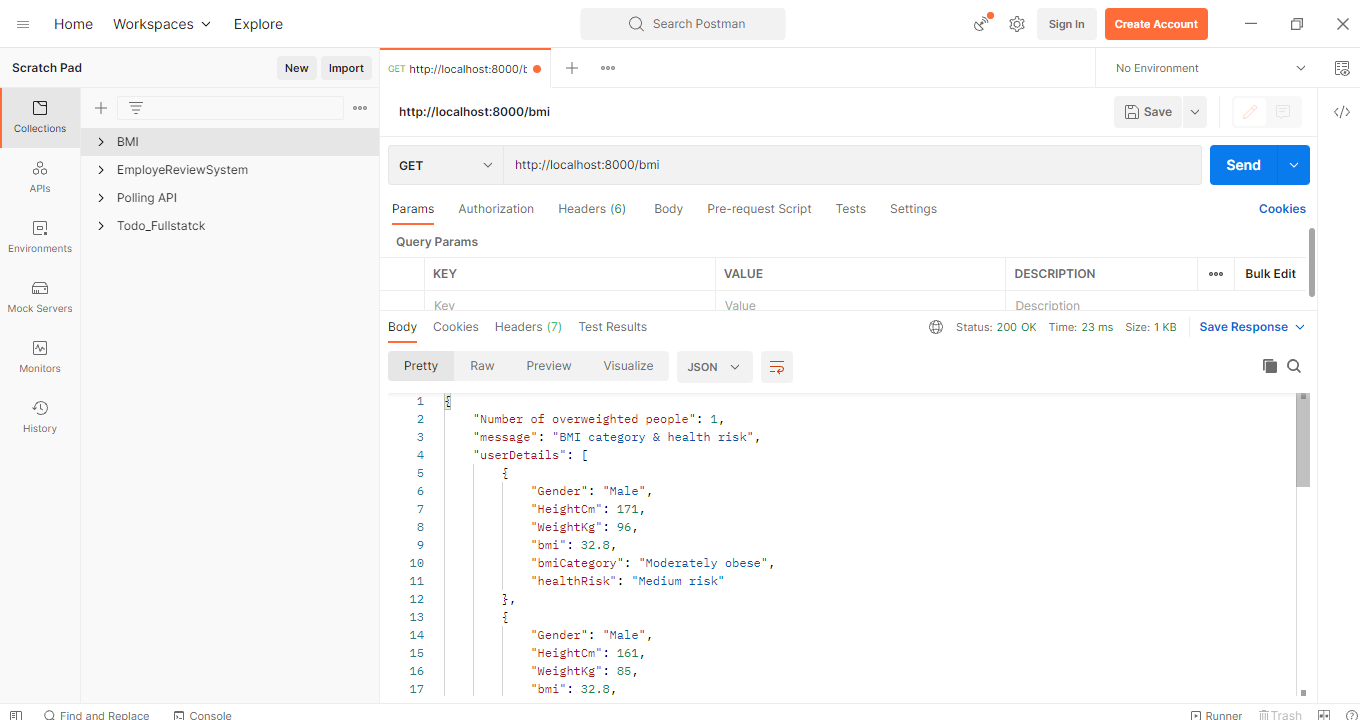 Home Workspaces Explore Search Postman Sign In Create Account
Scratch Pad New Import GET http://localhost:8000/b No Environment
Collections
APIs
Environments
Mock Servers
Monitors
History
BMI
EmployeReviewSystem
Polling API
Todo_Fullstatck
http://localhost:8000/bmi Save
GET http://localhost:8000/bmi Send
Params Authorization Headers (6) Body Pre-request Script Tests Settings Cookies
Query Params
KEY VALUE DESCRIPTION Bulk Edit
Key Value Description
Body Cookies Headers (7) Test Results Status: 200 OK Time: 23 ms Size: 1 KB Save Response
Pretty Raw Preview Visualize JSON
1 {
2 "Number of overweighted people": 1,
3 "message": "BMI category & health risk",
4 "userDetails": [
5 {
6 "Gender": "Male",
7 "HeightCm": 171,
8 "WeightKg": 96,
9 "bmi": 32.8,
10 "bmiCategory": "Moderately obese",
11 "healthRisk": "Medium risk"
12 },
13 {
14 "Gender": "Male",
15 "HeightCm": 161,
16 "WeightKg": 85,
17 "bmi": 32.8,
Find and Replace Console Runner Trash